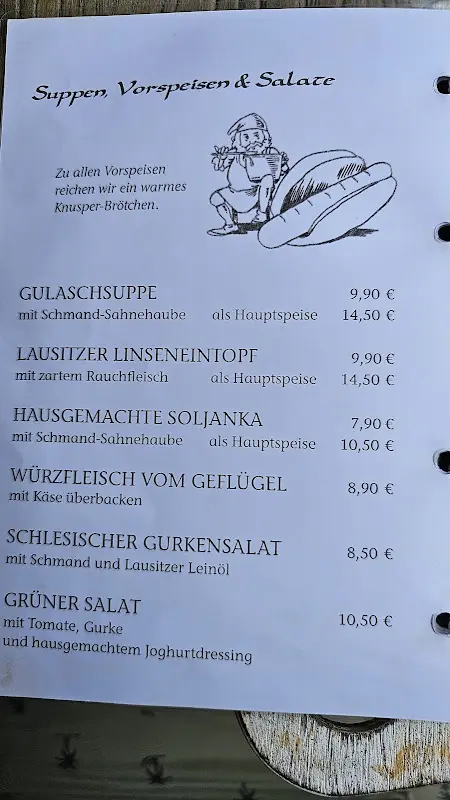 Suppen, Vorspeisen & Salate
Zu allen Vorspeisen
reichen wir ein warmes
Knusper-Brötchen.
GULASCHSUPPE 9,90 €
mit Schmand-Sahnehaube als Hauptspeise 14,50 €
LAUSITZER LINSENEINTOPF 9,90 €
mit zartem Rauchfleisch als Hauptspeise 14,50 €
HAUSGEMACHTE SOLJANKA 7,90 €
mit Schmand-Sahnehaube als Hauptspeise 10,50 €
WÜRZFLEISCH VOM GEFLÜGEL 8,90 €
mit Käse überbacken
SCHLESISCHER GURKENSALAT 8,50 €
mit Schmand und Lausitzer Leinöl
GRÜNER SALAT 10,50 €
mit Tomate, Gurke
und hausgemachtem Joghurtdressing